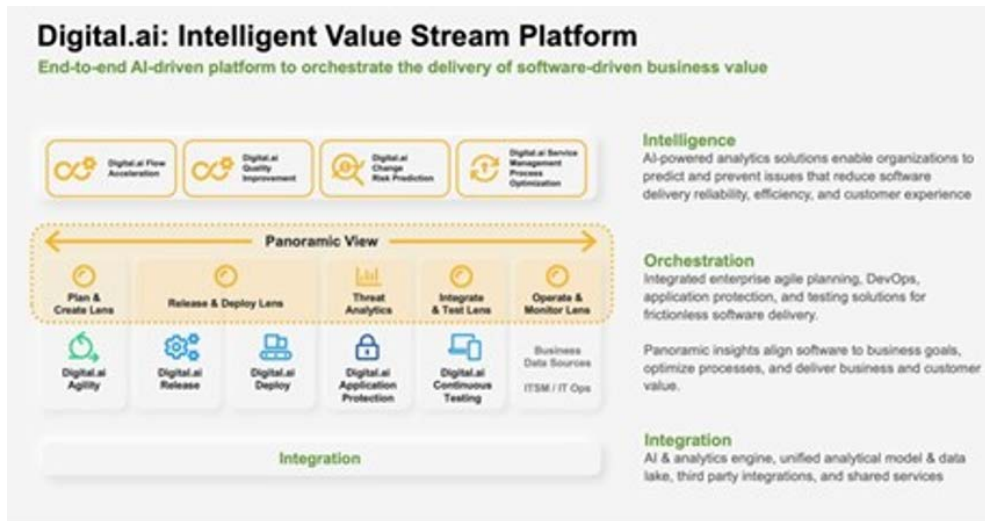 Digital.ai: Intelligent Value Stream Platform
End-to-end AI-driven platform to orchestrate the delivery of software-driven business value
Digital.ai Flow
Acceleration
Digital.ai
Quality
Improvement
Digital.ai
Change
Risk Prediction
Digital.ai Service
Management
Process
Optimization
Intelligence
AI-powered analytics solutions enable organizations to
predict and prevent issues that reduce software
delivery reliability, efficiency, and customer experience
Panoramic View
Plan &
Create Lens
Release & Deploy Lens
Threat
Analytics
Integrate
& Test Lens
Operate &
Monitor Lens
Digital.ai
Agility
Digital.ai
Release
Digital.ai
Deploy
Digital.ai
Application
Protection
Digital.ai
Continuous
Testing
Business
Data Sources
ITSM / IT Ops
Orchestration
Integrated enterprise agile planning, DevOps,
application protection, and testing solutions for
frictionless software delivery.
Panoramic insights align software to business goals,
optimize processes, and deliver business and customer
value.
Integration
Integration
AI & analytics engine, unified analytical model & data
lake, third party integrations, and shared services